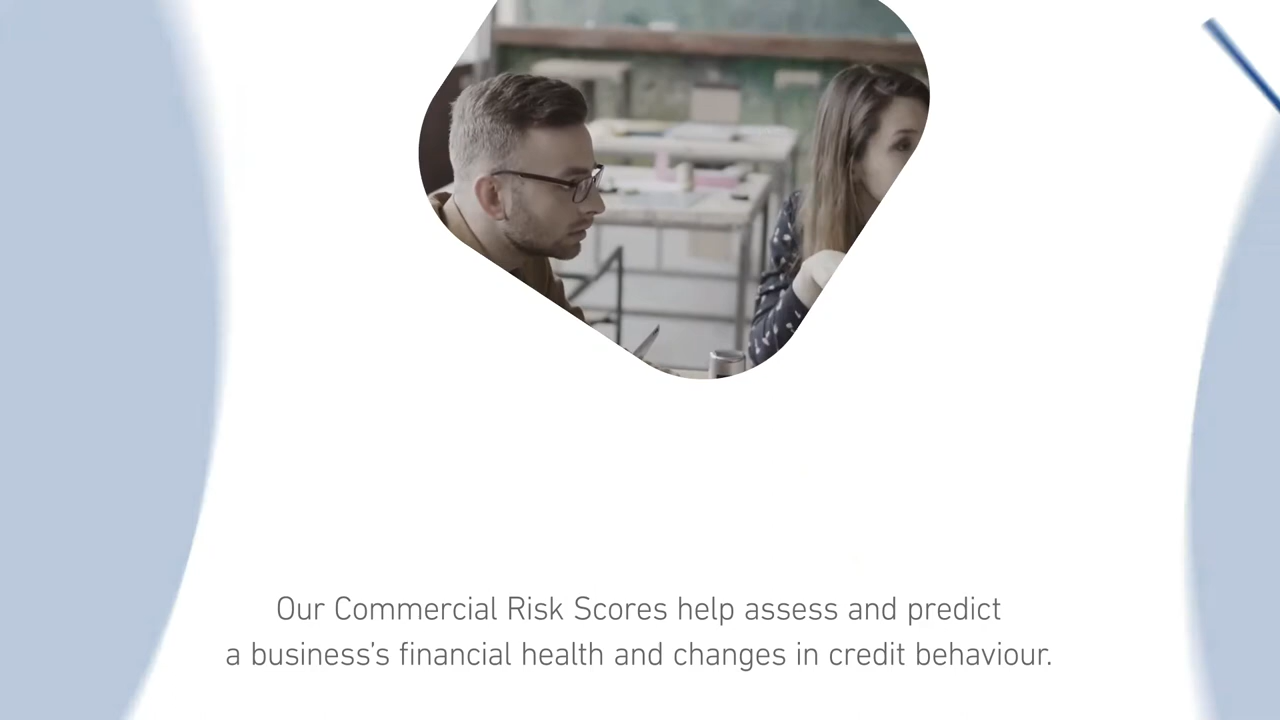 Our Commercial Risk Scores help assess and predict
a business’s financial health and changes in credit behaviour.